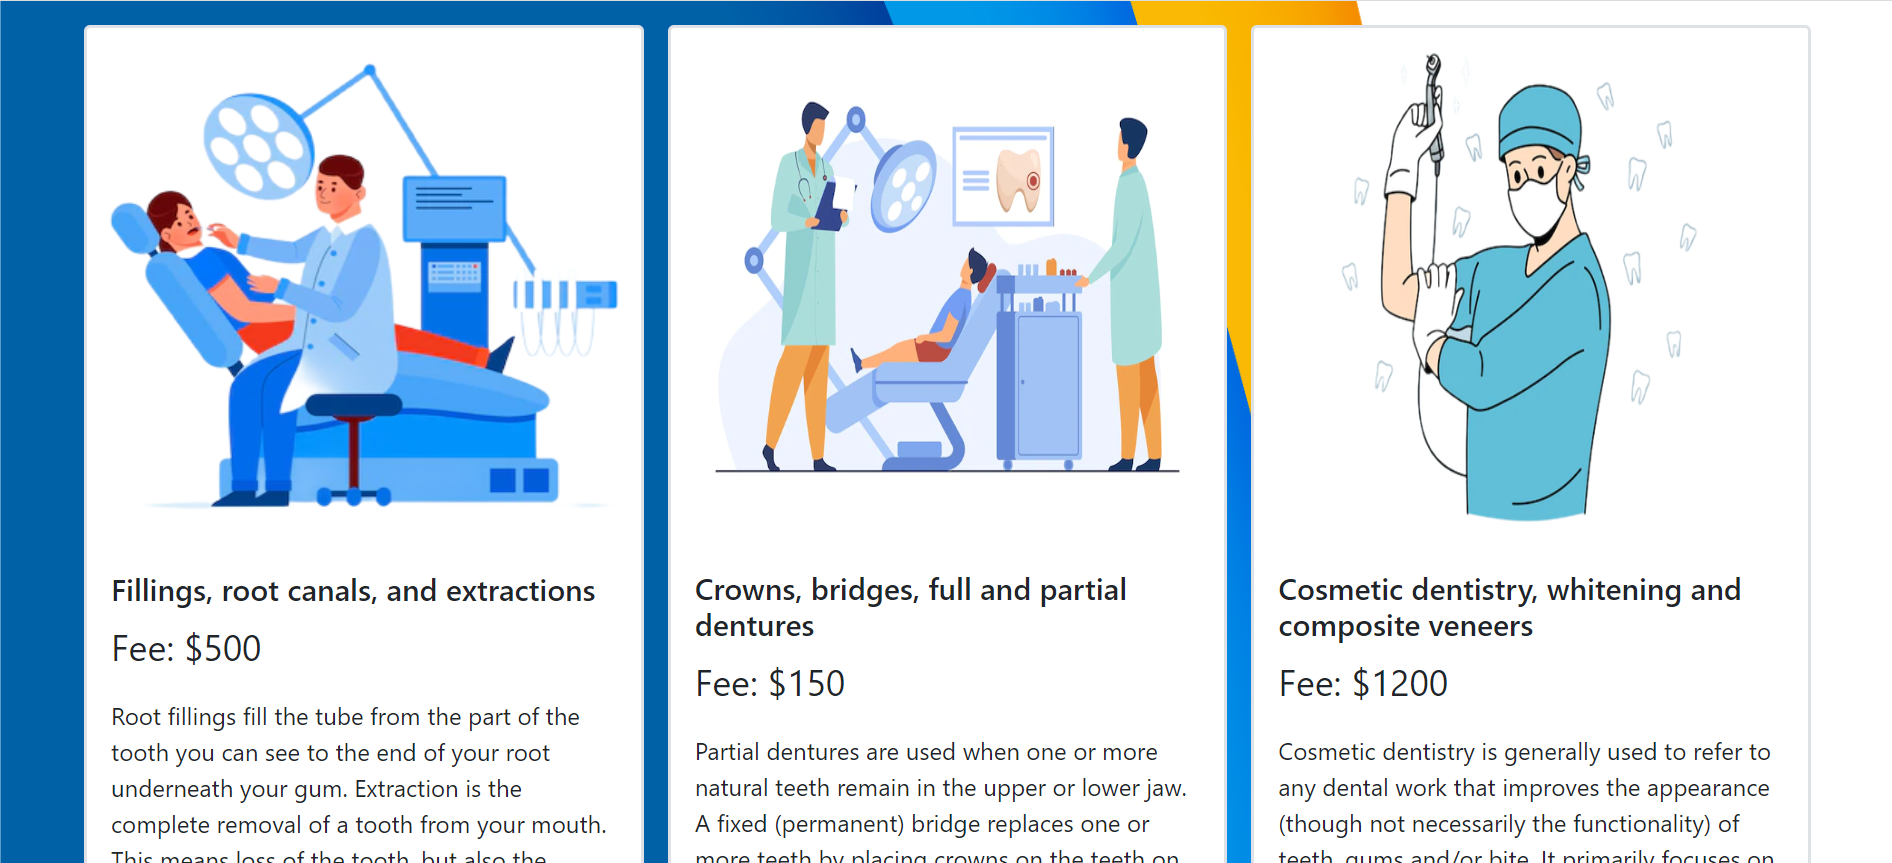 Fillings, root canals, and extractions
Fee: $500
Root fillings fill the tube from the part of the
tooth you can see to the end of your root
underneath your gum. Extraction is the
complete removal of a tooth from your mouth.
This means loss of the tooth, but also the
Crowns, bridges, full and partial
dentures
Fee: $150
Partial dentures are used when one or more
natural teeth remain in the upper or lower jaw.
A fixed (permanent) bridge replaces one or
more teeth by placing crowns on the teeth on
Cosmetic dentistry, whitening and
composite veneers
Fee: $1200
Cosmetic dentistry is generally used to refer to
any dental work that improves the appearance
(though not necessarily the functionality) of
teeth, gums and/or bite. It primarily focuses on